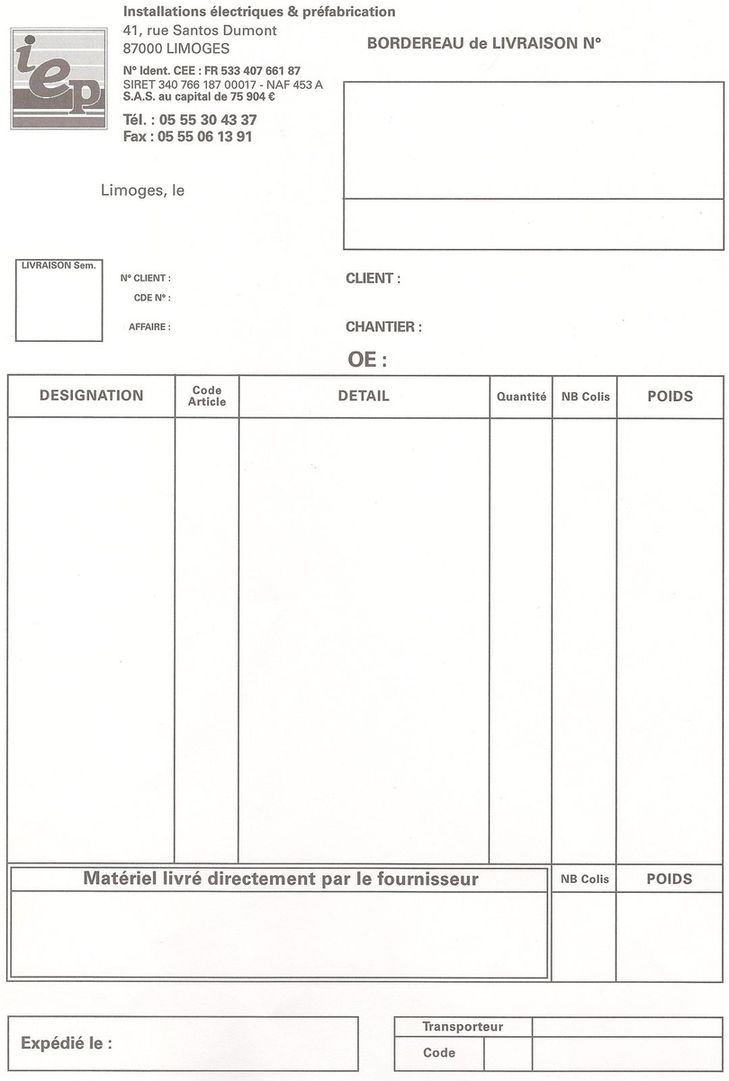 iep
Installations électriques & préfabrication
41, rue Santos Dumont
87000 LIMOGES
N° Ident. CEE : FR 533 407 661 87
SIRET 340 766 187 00017 - NAF 453 A
S.A.S. au capital de 75 904 €
Tél. : 05 55 30 43 37
Fax : 05 55 06 13 91
BORDEREAU de LIVRAISON N°
Limoges, le
LIVRAISON Sem.
N° CLIENT :
CDE N° :
AFFAIRE :
CLIENT :
CHANTIER :
OE :
DESIGNATION
Code
Article
DETAIL
Quantité
NB Colis
POIDS
Matériel livré directement par le fournisseur
NB Colis
POIDS
Expédié le :
Transporteur
Code